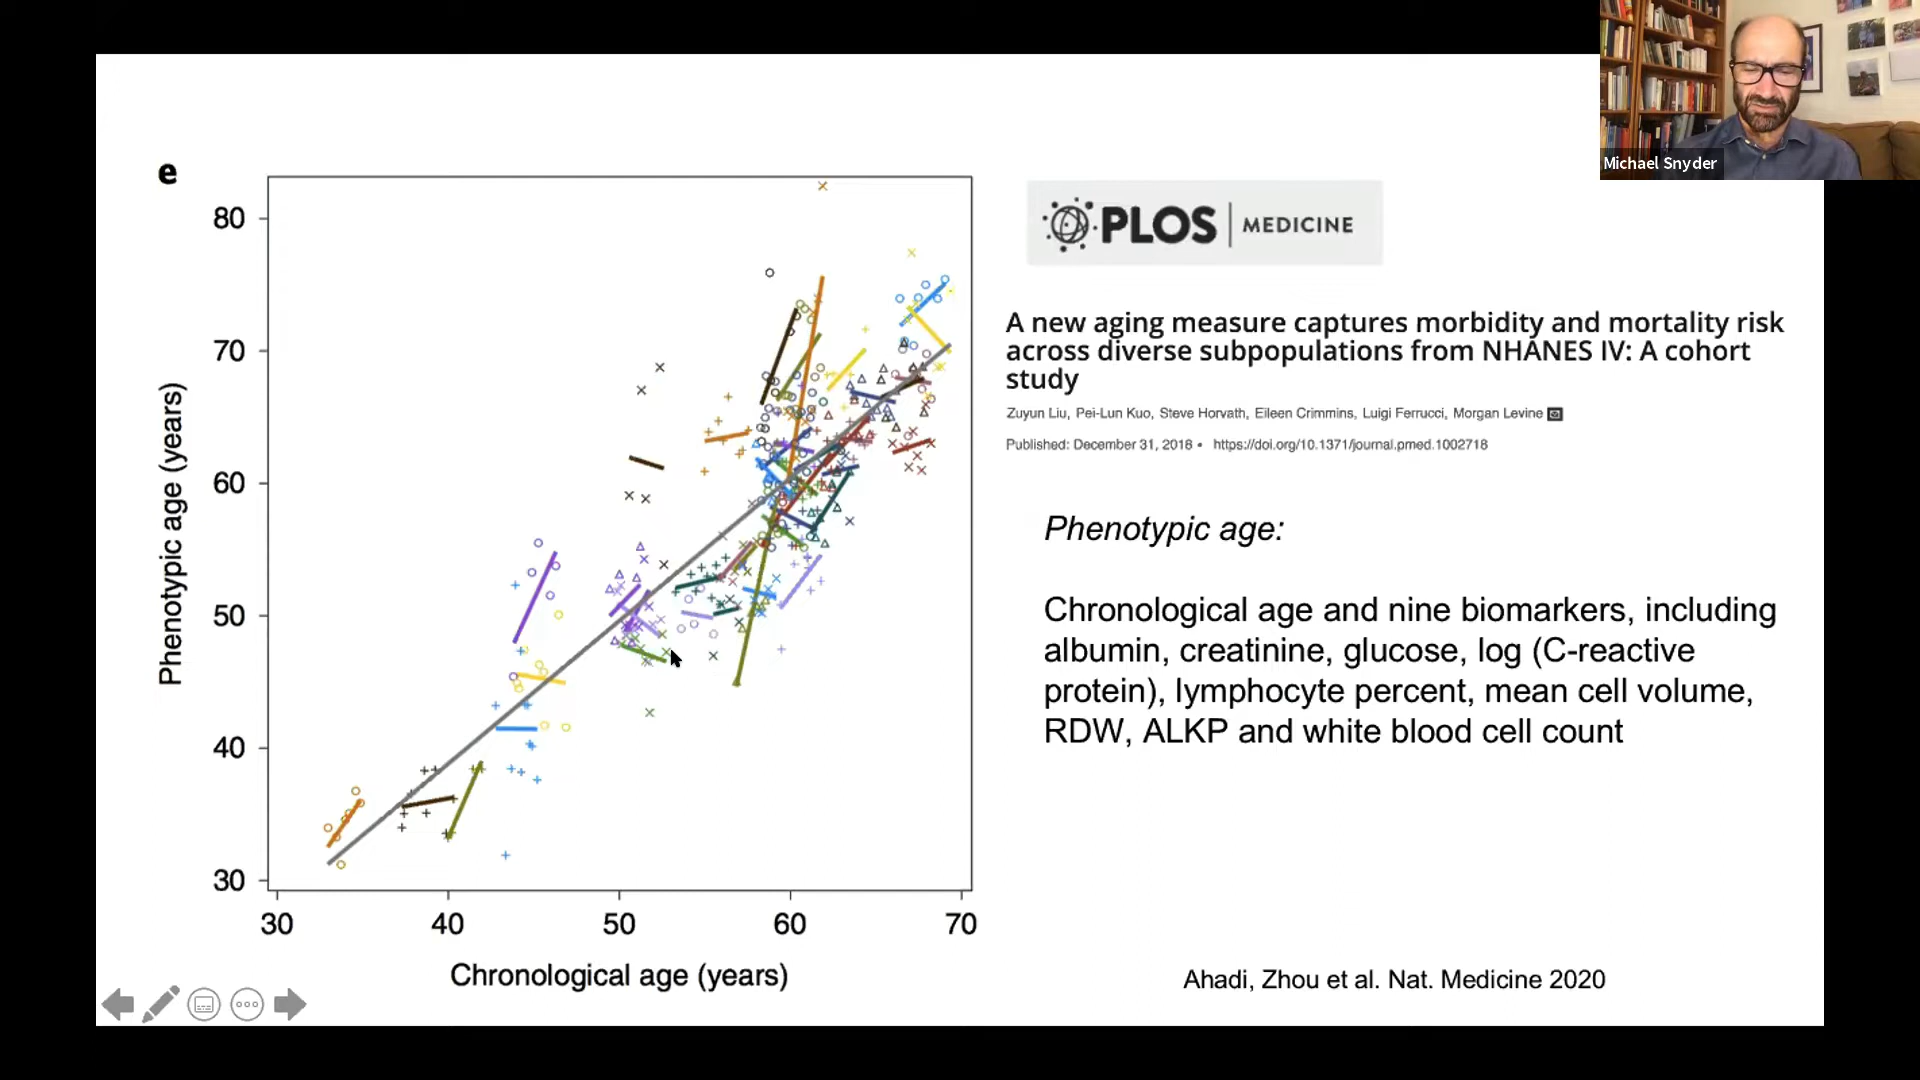 Michael Snyder
e
PLOS | MEDICINE
80
70
60
50
40
30
Phenotypic age (years)
30 40 50 60 70
Chronological age (years)
A new aging measure captures morbidity and mortality risk
across diverse subpopulations from NHANES IV: A cohort
study
Zuyun Liu, Pei-Lun Kuo, Steve Horvath, Eileen Crimmins, Luigi Ferrucci, Morgan Levine
Published: December 31, 2018 • https://doi.org/10.1371/journal.pmed.1002718
Phenotypic age:
Chronological age and nine biomarkers, including
albumin, creatinine, glucose, log (C-reactive
protein), lymphocyte percent, mean cell volume,
RDW, ALKP and white blood cell count
Ahadi, Zhou et al. Nat. Medicine 2020